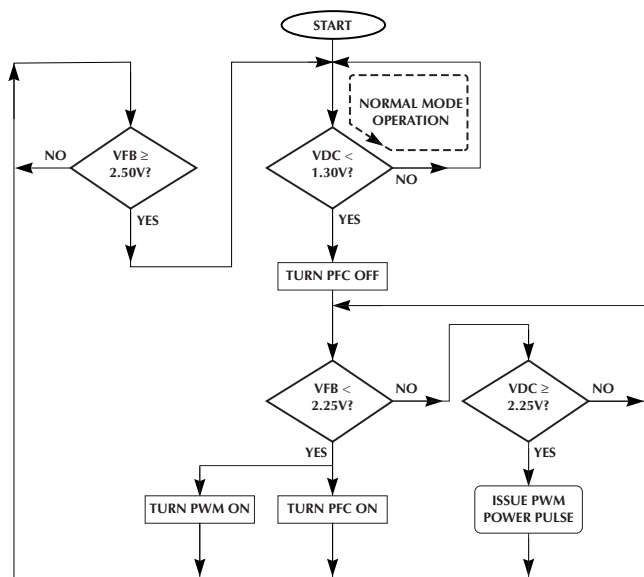 START
NORMAL MODE
OPERATION
VFB ≥
2.50V?
NO
YES
VDC <
1.30V?
NO
YES
TURN PFC OFF
VFB <
2.25V?
NO
YES
VDC ≥
2.25V?
NO
YES
TURN PWM ON
TURN PFC ON
ISSUE PWM
POWER PULSE